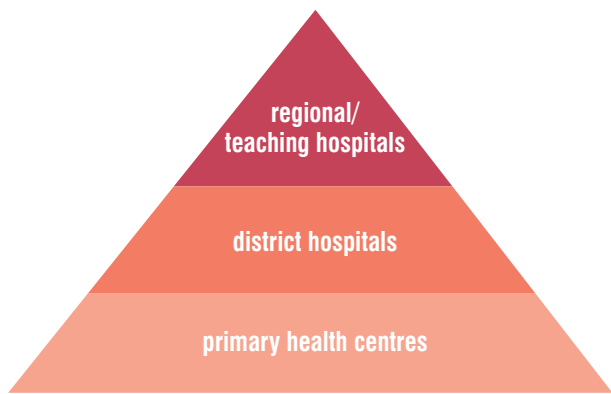 regional/
teaching hospitals
district hospitals
primary health centres